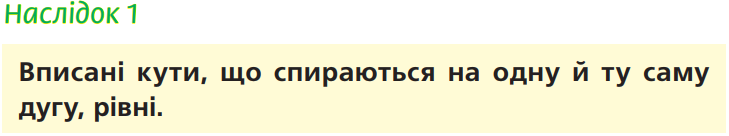 Наслідок 1
Вписані кути, що спираються на одну й ту саму
дугу, рівні.